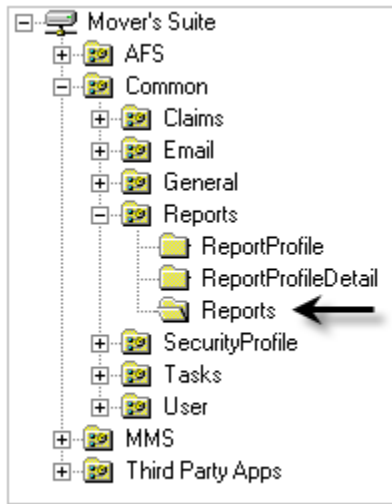 Mover's Suite
AFS
Common
Claims
Email
General
Reports
ReportProfile
ReportProfileDetail
Reports
SecurityProfile
Tasks
User
MMS
Third Party Apps